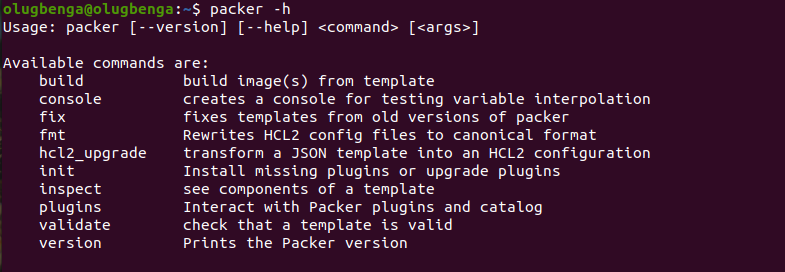 olugbenga@olugbenga:~$ packer -h
Usage: packer [--version] [--help] <command> [<args>]
Available commands are:
build build image(s) from template
console creates a console for testing variable interpolation
fix fixes templates from old versions of packer
fmt Rewrites HCL2 config files to canonical format
hcl2_upgrade transform a JSON template into an HCL2 configuration
init Install missing plugins or upgrade plugins
inspect see components of a template
plugins Interact with Packer plugins and catalog
validate check that a template is valid
version Prints the Packer version